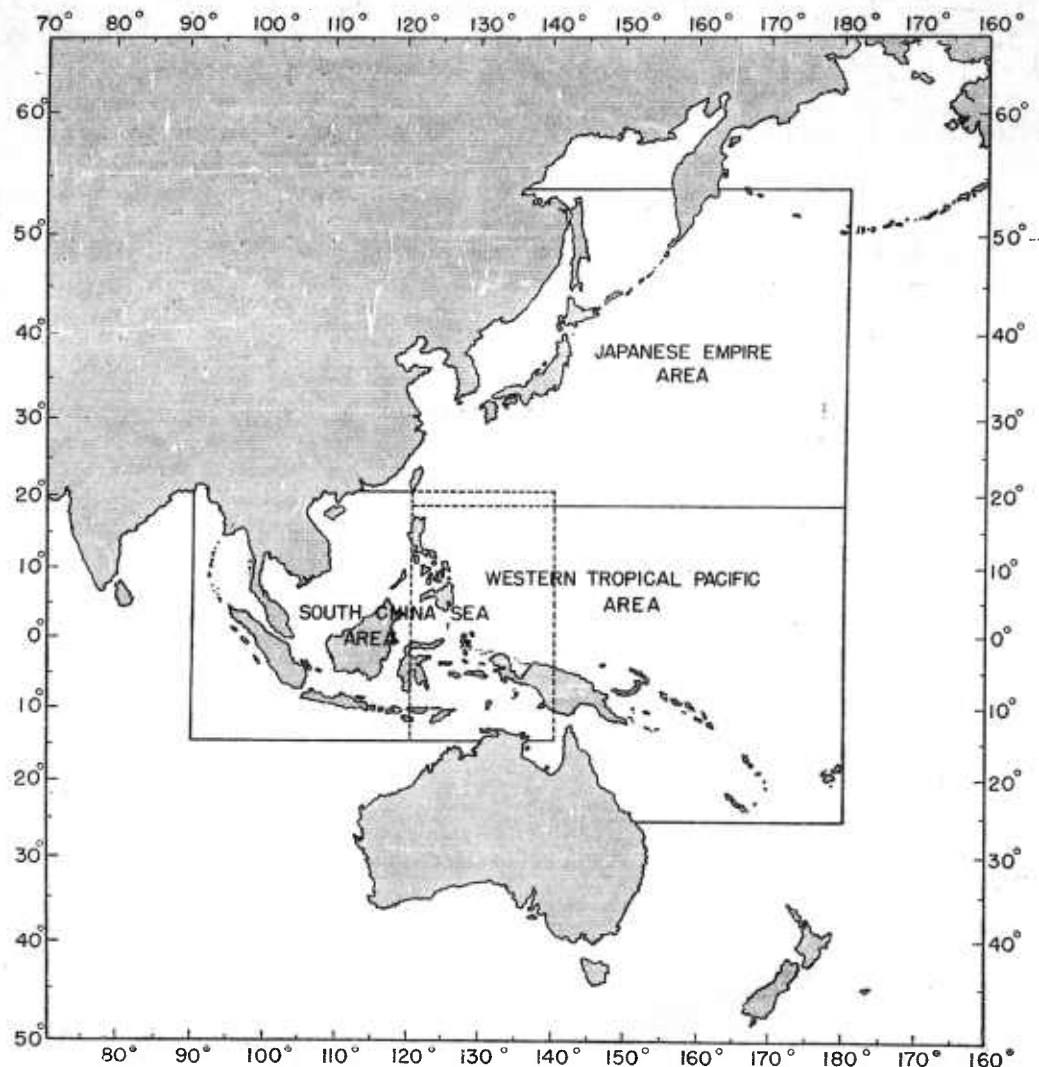 70° 80° 90° 100° 110° 120° 130° 140° 150° 160° 170° 180° 170° 160°
60° 60°
50° 50°
40° 40°
JAPANESE EMPIRE
AREA
30° 30°
20° 20°
10° 10°
WESTERN TROPICAL PACIFIC
AREA
SOUTH CHINA SEA
AREA
0° 0°
10° 10°
20° 20°
30° 30°
40° 40°
50°
80° 90° 100° 110° 120° 130° 140° 150° 160° 170° 180° 170° 160°